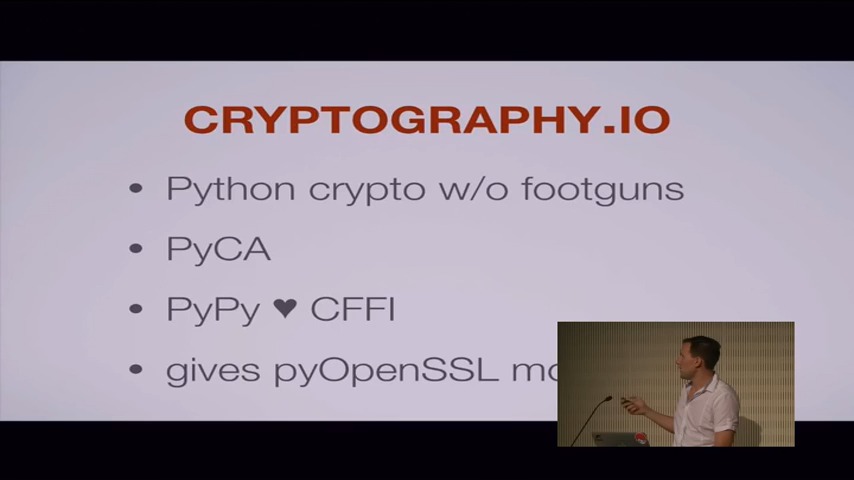 CRYPTOGRAPHY.IO
• Python crypto w/o footguns
• PyCA
• PyPy ♥ CFFI
• gives pyOpenSSL